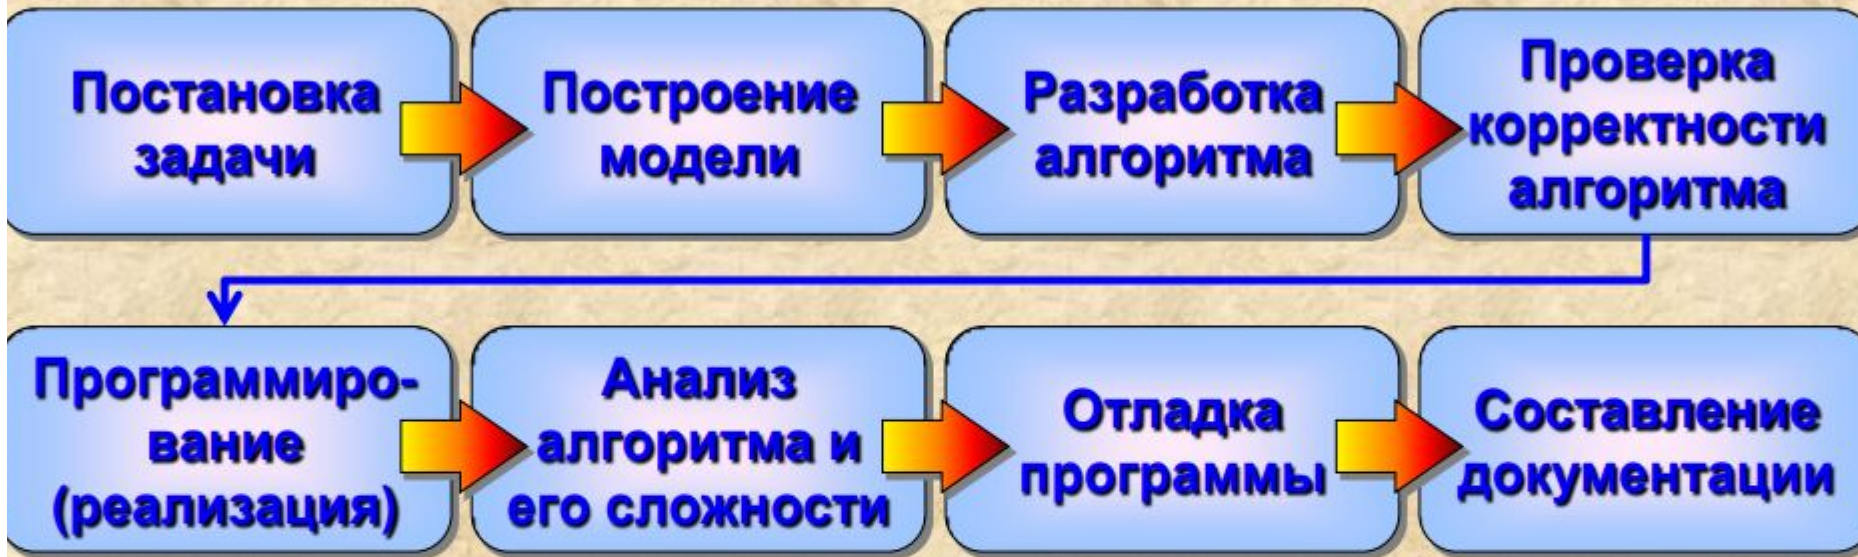 Постановка
задачи
Построение
модели
Разработка
алгоритма
Проверка
корректности
алгоритма
Программиро-
вание
(реализация)
Анализ
алгоритма и
его сложности
Отладка
программы
Составление
документации